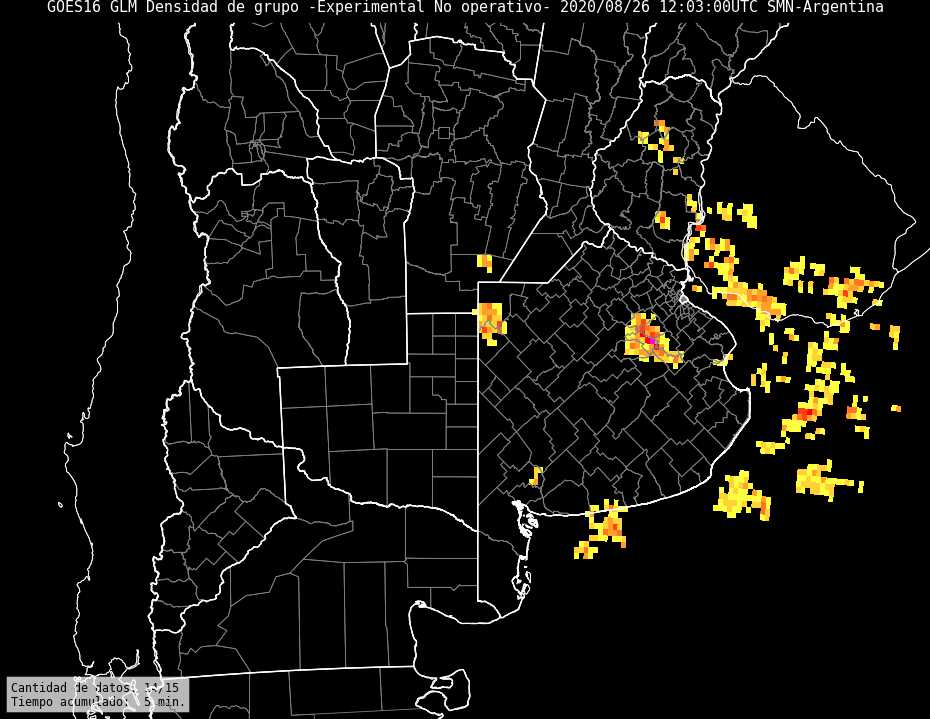 GOES16 GLM Densidad de grupo -Experimental No operativo- 2020/08/26 12:03:00UTC SMN-Argentina
Cantidad de datos: 14/15
Tiempo acumulado: 5 min.